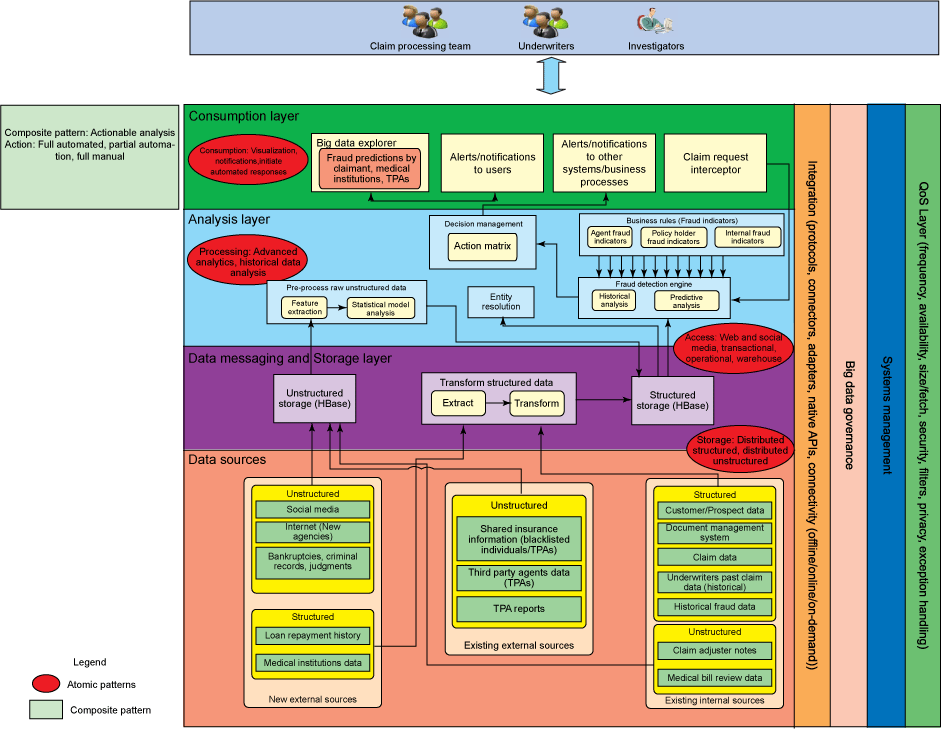 Claim processing team
Underwriters
Investigators
Composite pattern: Actionable analysis
Action: Full automated, partial automa-
tion, full manual
Consumption layer
Consumption: Visualization,
notifications,initiate
automated responses
Big data explorer
Fraud predictions by
claimant, medical
institutions, TPAs
Alerts/notifications
to users
Alerts/notifications
to other
systems/business
processes
Claim request
interceptor
Analysis layer
Processing: Advanced
analytics, historical data
analysis
Decision management
Action matrix
Business rules (Fraud indicators)
Agent fraud
indicators
Policy holder
fraud indicators
Internal fraud
indicators
Pre-process raw unstructured data
Feature
extraction
Statistical model
analysis
Entity
resolution
Fraud detection engine
Historical
analysis
Predictive
analysis
Access: Web and social
media, transactional,
operational, warehouse
Data messaging and Storage layer
Unstructured
storage (HBase)
Transform structured data
Extract
Transform
Structured
storage (HBase)
Storage: Distributed
structured, distributed
unstructured
Data sources
Unstructured
Social media
Internet (New
agencies)
Bankruptcies, criminal
records, judgments
Structured
Loan repayment history
Medical institutions data
New external sources
Unstructured
Shared insurance
information (blacklisted
individuals/TPAs)
Third party agents data
(TPAs)
TPA reports
Existing external sources
Structured
Customer/Prospect data
Document management
system
Claim data
Underwriters past claim
data (historical)
Historical fraud data
Unstructured
Claim adjuster notes
Medical bill review data
Existing internal sources
Integration (protocols, connectors, adapters, native APIs, connectivity (offline/online/on-demand))
Big data governance
Systems management
QoS Layer (frequency, availability, size/fetch, security, filters, privacy, exception handling)
Legend
Atomic patterns
Composite pattern